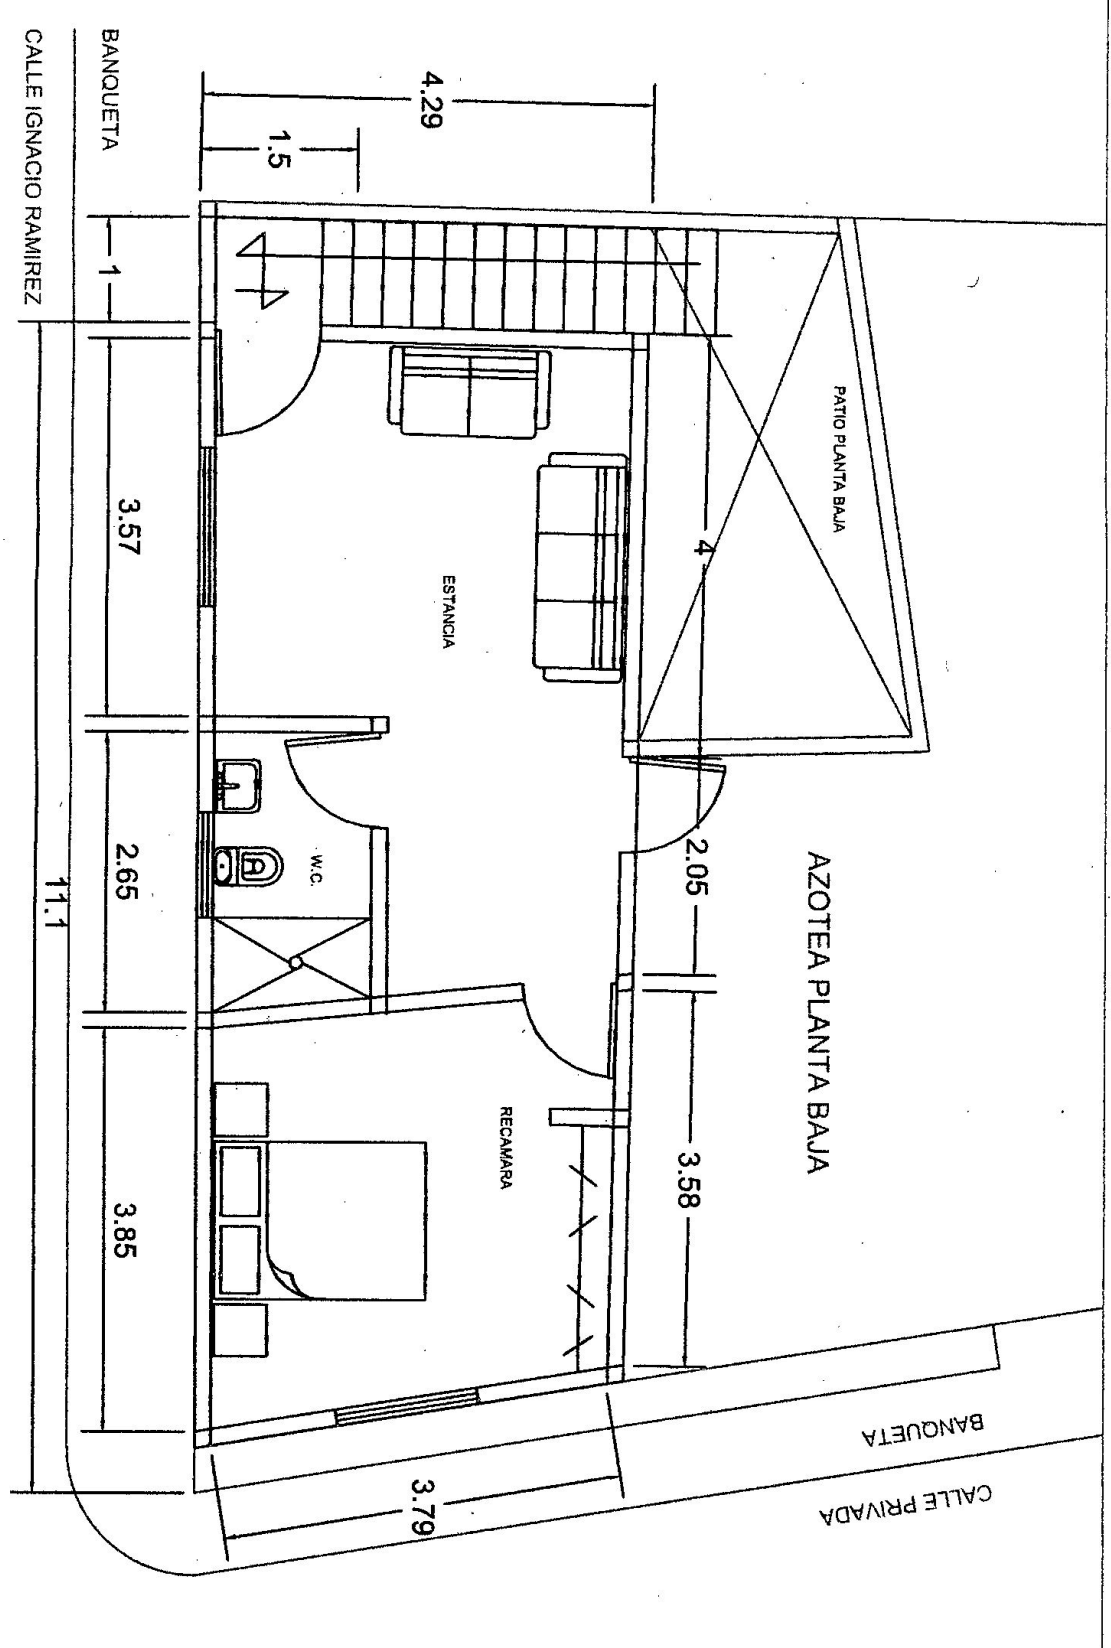 AZOTEA PLANTA BAJA
PATIO PLANTA BAJA
4
2.05
3.58
4.29
1.5
ESTANCIA
W.C.
RECAMARA
3.79
1
3.57
2.65
3.85
11.1
BANQUETA
CALLE IGNACIO RAMIREZ
BANQUETA
CALLE PRIVADA